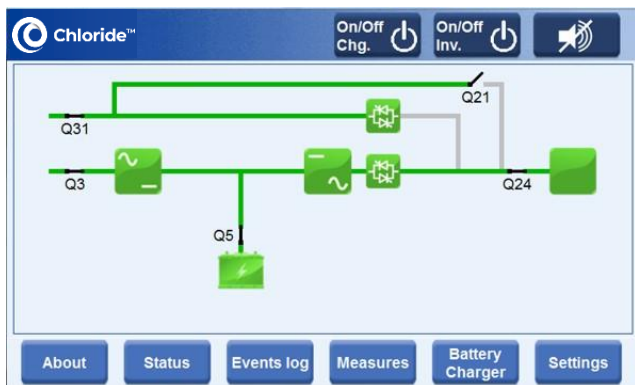 Chloride™
On/Off
Chg.
On/Off
Inv.
Q21
Q31
Q3
Q24
Q5
About
Status
Events log
Measures
Battery
Charger
Settings